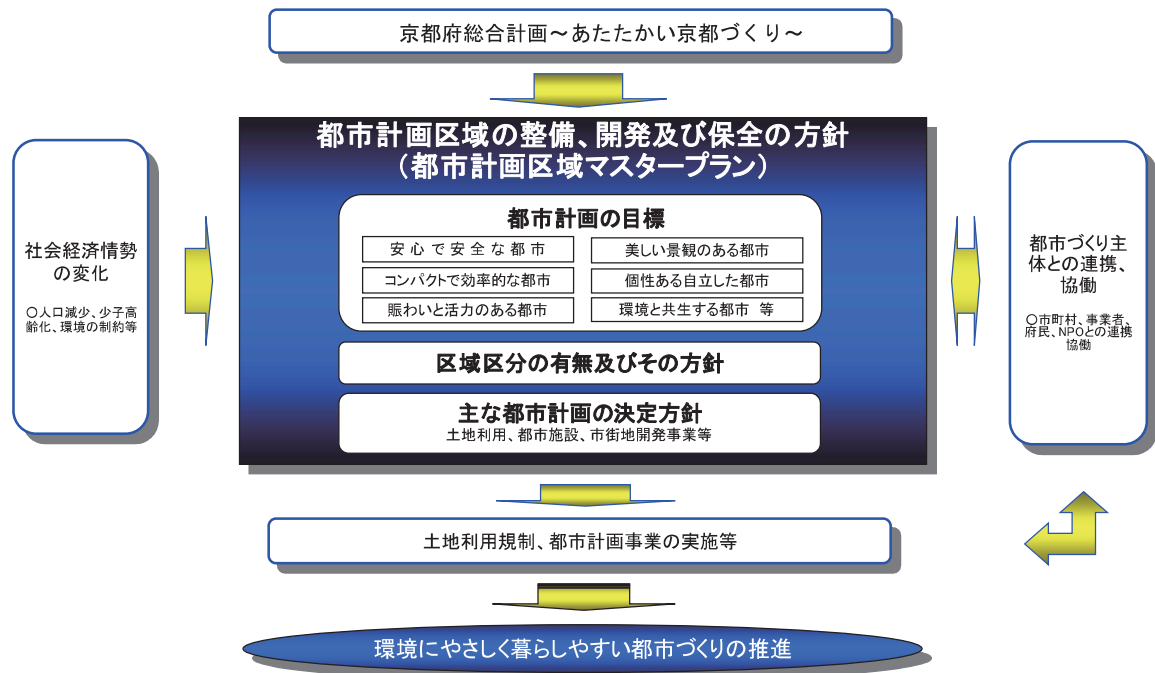 京都府総合計画～あたたかい京都づくり～
都市計画区域の整備、開発及び保全の方針
（都市計画区域マスタープラン）
都市計画の目標
安心で安全な都市
美しい景観のある都市
コンパクトで効率的な都市
個性ある自立した都市
賑わいと活力のある都市
環境と共生する都市 等
区域区分の有無及びその方針
主な都市計画の決定方針
土地利用、都市施設、市街地開発事業等
社会経済情勢
の変化
○人口減少、少子高
齢化、環境の制約等
都市づくり主
体との連携、
協働
○市町村、事業者、
府民、NPOとの連携
協働
土地利用規制、都市計画事業の実施等
環境にやさしく暮らしやすい都市づくりの推進